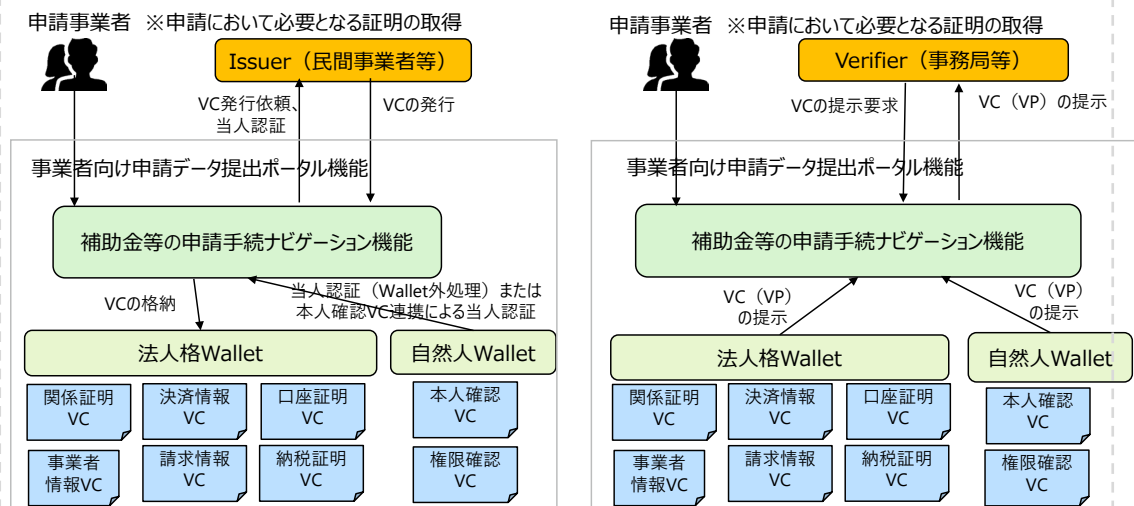 申請事業者 ※申請において必要となる証明の取得
Issuer（民間事業者等）
VC発行依頼、
当人認証
VCの発行
事業者向け申請データ提出ポータル機能
補助金等の申請手続ナビゲーション機能
VCの格納
当人認証（Wallet外処理）または
本人確認VC連携による当人認証
法人格Wallet
自然人Wallet
関係証明
VC
決済情報
VC
口座証明
VC
本人確認
VC
事業者
情報VC
請求情報
VC
納税証明
VC
権限確認
VC
申請事業者 ※申請において必要となる証明の取得
Verifier（事務局等）
VCの提示要求
VC（VP）の提示
事業者向け申請データ提出ポータル機能
補助金等の申請手続ナビゲーション機能
VC（VP）
の提示
VC（VP）
の提示
法人格Wallet
自然人Wallet
関係証明
VC
決済情報
VC
口座証明
VC
本人確認
VC
事業者
情報VC
請求情報
VC
納税証明
VC
権限確認
VC